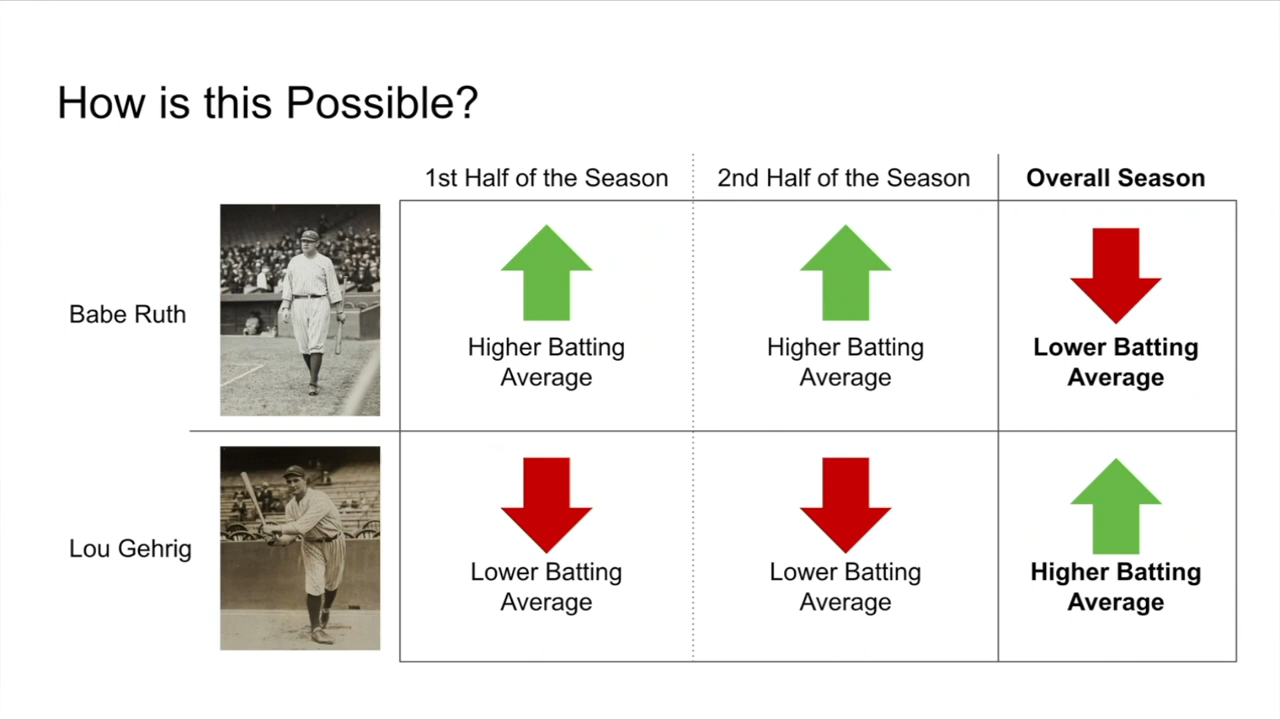 How is this Possible?
1st Half of the Season
2nd Half of the Season
Overall Season
Babe Ruth
Higher Batting
Average
Higher Batting
Average
Lower Batting
Average
Lou Gehrig
Lower Batting
Average
Lower Batting
Average
Higher Batting
Average